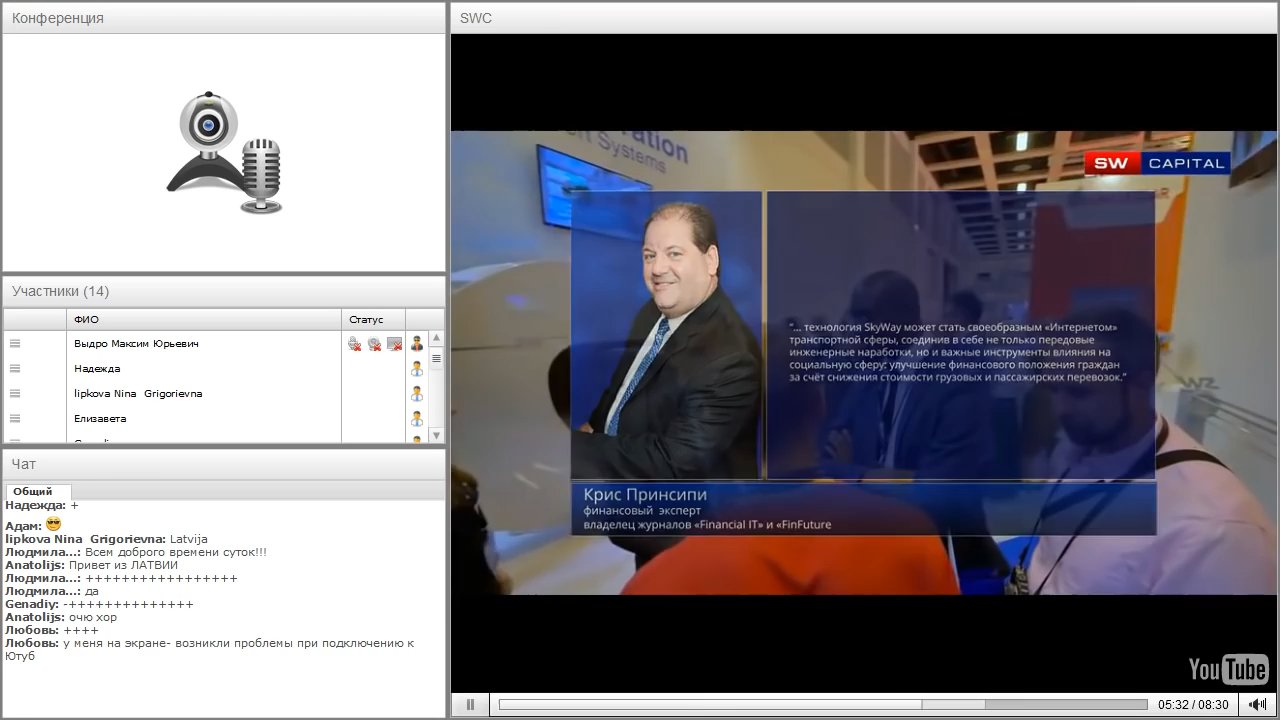 Конференция
Участники (14)
ФИО Статус
Выдро Максим Юрьевич
Надежда
lipkova Nina Grigorievna
Елизавета
Чат
Общий
Надежда: +
Адам:
lipkova Nina Grigorievna: Latvija
Людмила...: Всем доброго времени суток!!!
Anatolijs: Привет из ЛАТВИИ
Людмила...: +++++++++++++++++
Людмила...: да
Genadiy: -++++++++++++++
Anatolijs: очю хор
Любовь: ++++
Любовь: у меня на экране- возникли проблемы при подключению к
Ютуб
SWC
Systems
SW CAPITAL
"... технология SkyWay может стать своеобразным «Интернетом»
транспортной сферы, соединив в себе не только передовые
инженерные наработки, но и важные инструменты влияния на
социальную сферу: улучшение финансового положения граждан
за счёт снижения стоимости грузовых и пассажирских перевозок."
Крис Принсипи
финансовый эксперт
владелец журналов «Financial IT» и «FinFuture
YouTube
05:32 / 08:30